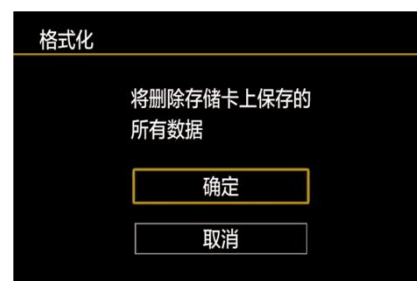 格式化
将删除存储卡上保存的
所有数据
确定
取消